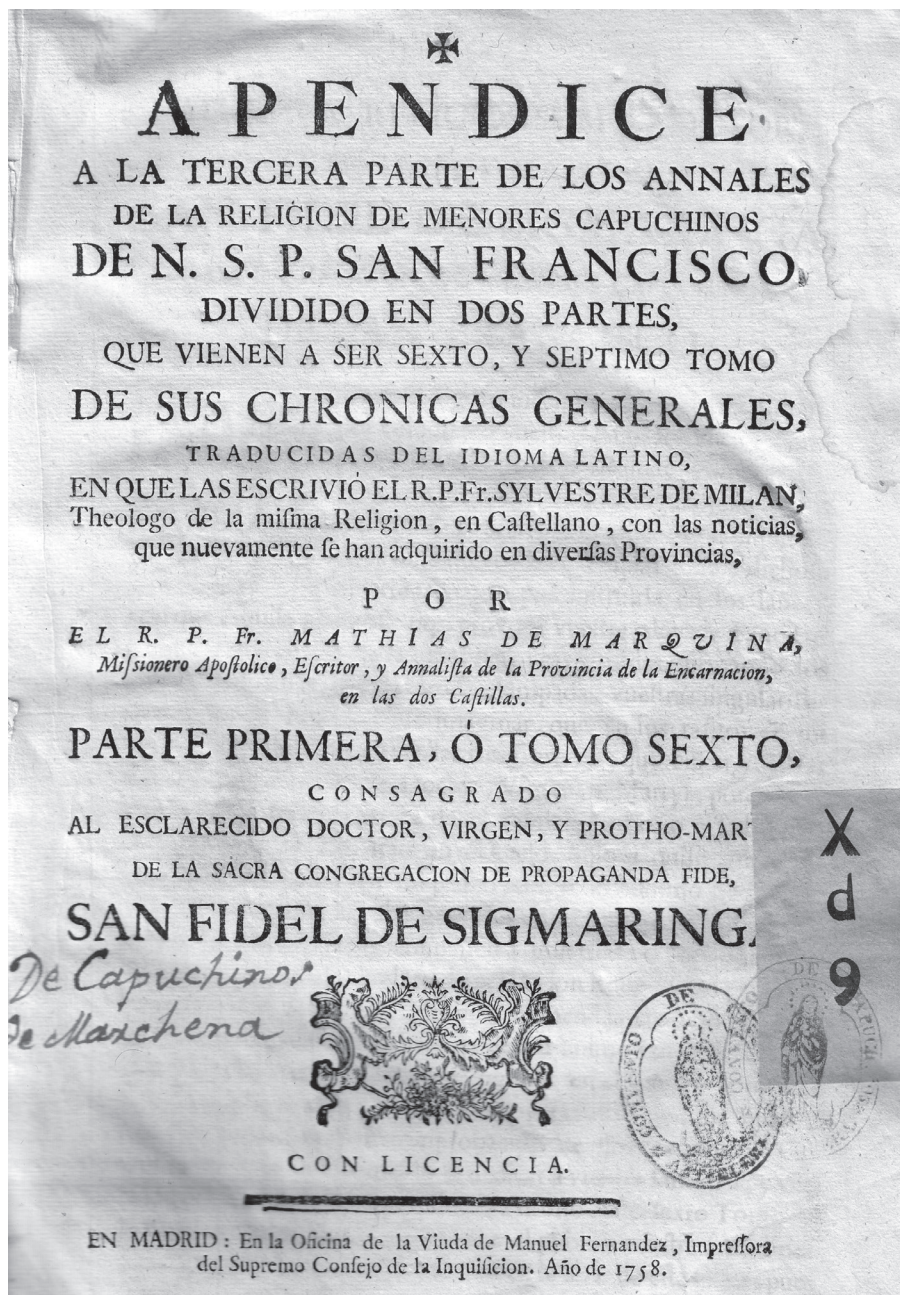 APENDICE
A LA TERCERA PARTE DE LOS ANNALES
DE LA RELIGION DE MENORES CAPUCHINOS
DE N. S. P. SAN FRANCISCO,
DIVIDIDO EN DOS PARTES,
QUE VIENEN A SER SEXTO, Y SEPTIMO TOMO
DE SUS CHRONICAS GENERALES,
TRADUCIDAS DEL IDIOMA LATINO,
EN QUE LAS ESCRIVIÓ EL R.P.Fr.SYLVESTRE DE MILAN,
Theologo de la miſma Religion, en Caſtellano, con las noticias,
que nuevamente ſe han adquirido en diverſas Provincias,
POR
EL R. P. Fr. MATHIAS DE MARQVINA,
Miſsionero Apoſtolico, Eſcritor, y Annaliſta de la Provincia de la Encarnacion,
en las dos Caſtillas.
PARTE PRIMERA, Ó TOMO SEXTO,
CONSAGRADO
AL ESCLARECIDO DOCTOR, VIRGEN, Y PROTHO-MART
DE LA SACRA CONGREGACION DE PROPAGANDA FIDE,
SAN FIDEL DE SIGMARING
X
d
9
De Capuchinos
de Marchena
CONVENTO DE
DE
CON LICENCIA.
EN MADRID: En la Oficina de la Viuda de Manuel Fernandez, Impreſſora
del Supremo Conſejo de la Inquiſicion. Año de 1758.